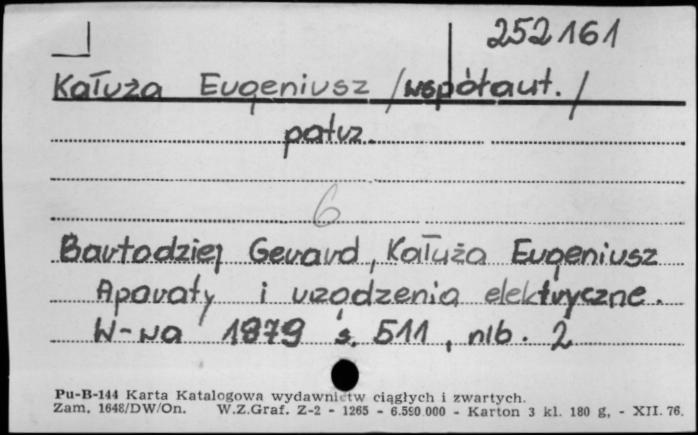 252161
Kałuża Eugeniusz /współaut./
patrz.
6
Bartodziej Gerard, Kałuża Eugeniusz
Aparaty i urządzenia elektryczne.
W-wa 1979 s. 511, nlb. 2
Pu-B-144 Karta Katalogowa wydawnictw ciągłych i zwartych.
Zam. 1648/DW/On. W.Z.Graf. Z-2 - 1265 - 6.590.000 - Karton 3 kl. 180 g, - XII. 76.